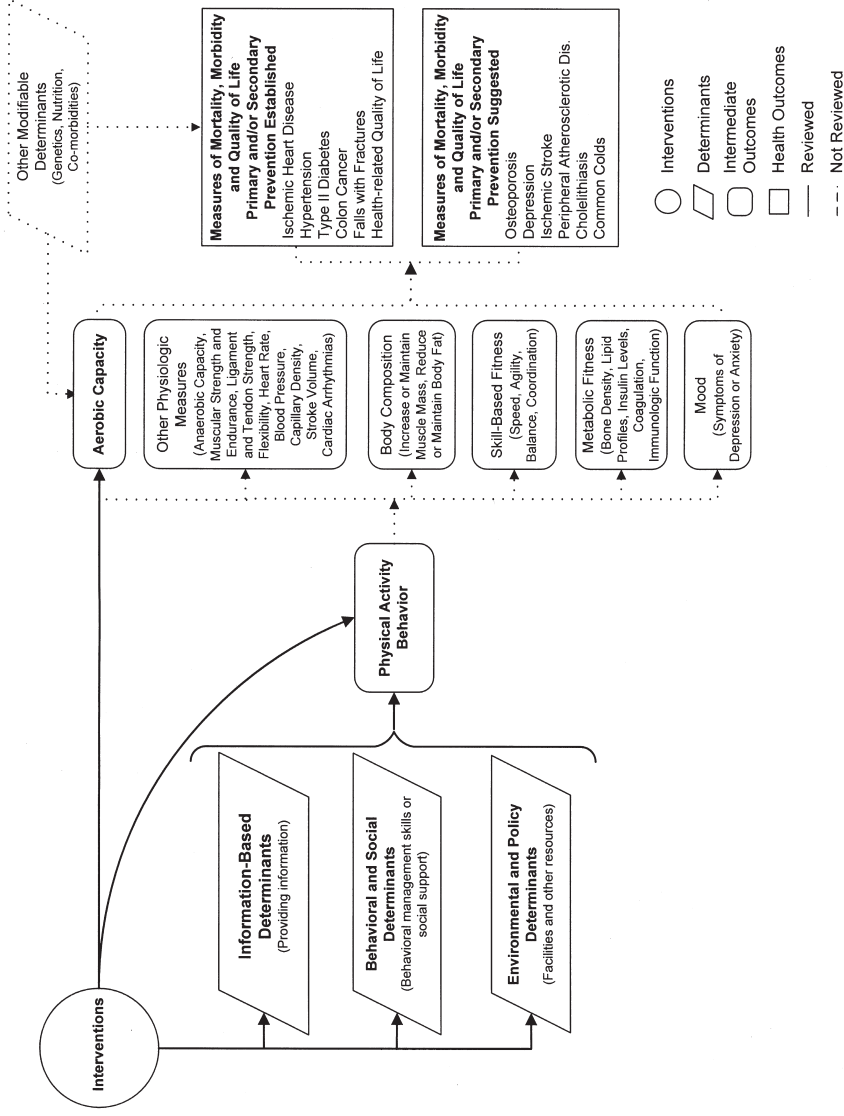 Interventions
Information-Based
Determinants
(Providing information)
Behavioral and Social
Determinants
(Behavioral management skills or
social support)
Environmental and Policy
Determinants
(Facilities and other resources)
Physical Activity
Behavior
Aerobic Capacity
Other Physiologic
Measures
(Anaerobic Capacity,
Muscular Strength and
Endurance, Ligament
and Tendon Strength,
Flexibility, Heart Rate,
Blood Pressure,
Capillary Density,
Stroke Volume,
Cardiac Arrhythmias)
Body Composition
(Increase or Maintain
Muscle Mass, Reduce
or Maintain Body Fat)
Skill-Based Fitness
(Speed, Agility,
Balance, Coordination)
Metabolic Fitness
(Bone Density, Lipid
Profiles, Insulin Levels,
Coagulation,
Immunologic Function)
Mood
(Symptoms of
Depression or Anxiety)
Other Modifiable
Determinants
(Genetics, Nutrition,
Co-morbidities)
Measures of Mortality, Morbidity
and Quality of Life
Primary and/or Secondary
Prevention Established
Ischemic Heart Disease
Hypertension
Type II Diabetes
Colon Cancer
Falls with Fractures
Health-related Quality of Life
Measures of Mortality, Morbidity
and Quality of Life
Primary and/or Secondary
Prevention Suggested
Osteoporosis
Depression
Ischemic Stroke
Peripheral Atherosclerotic Dis.
Cholelithiasis
Common Colds
Interventions
Determinants
Intermediate
Outcomes
Health Outcomes
Reviewed
Not Reviewed